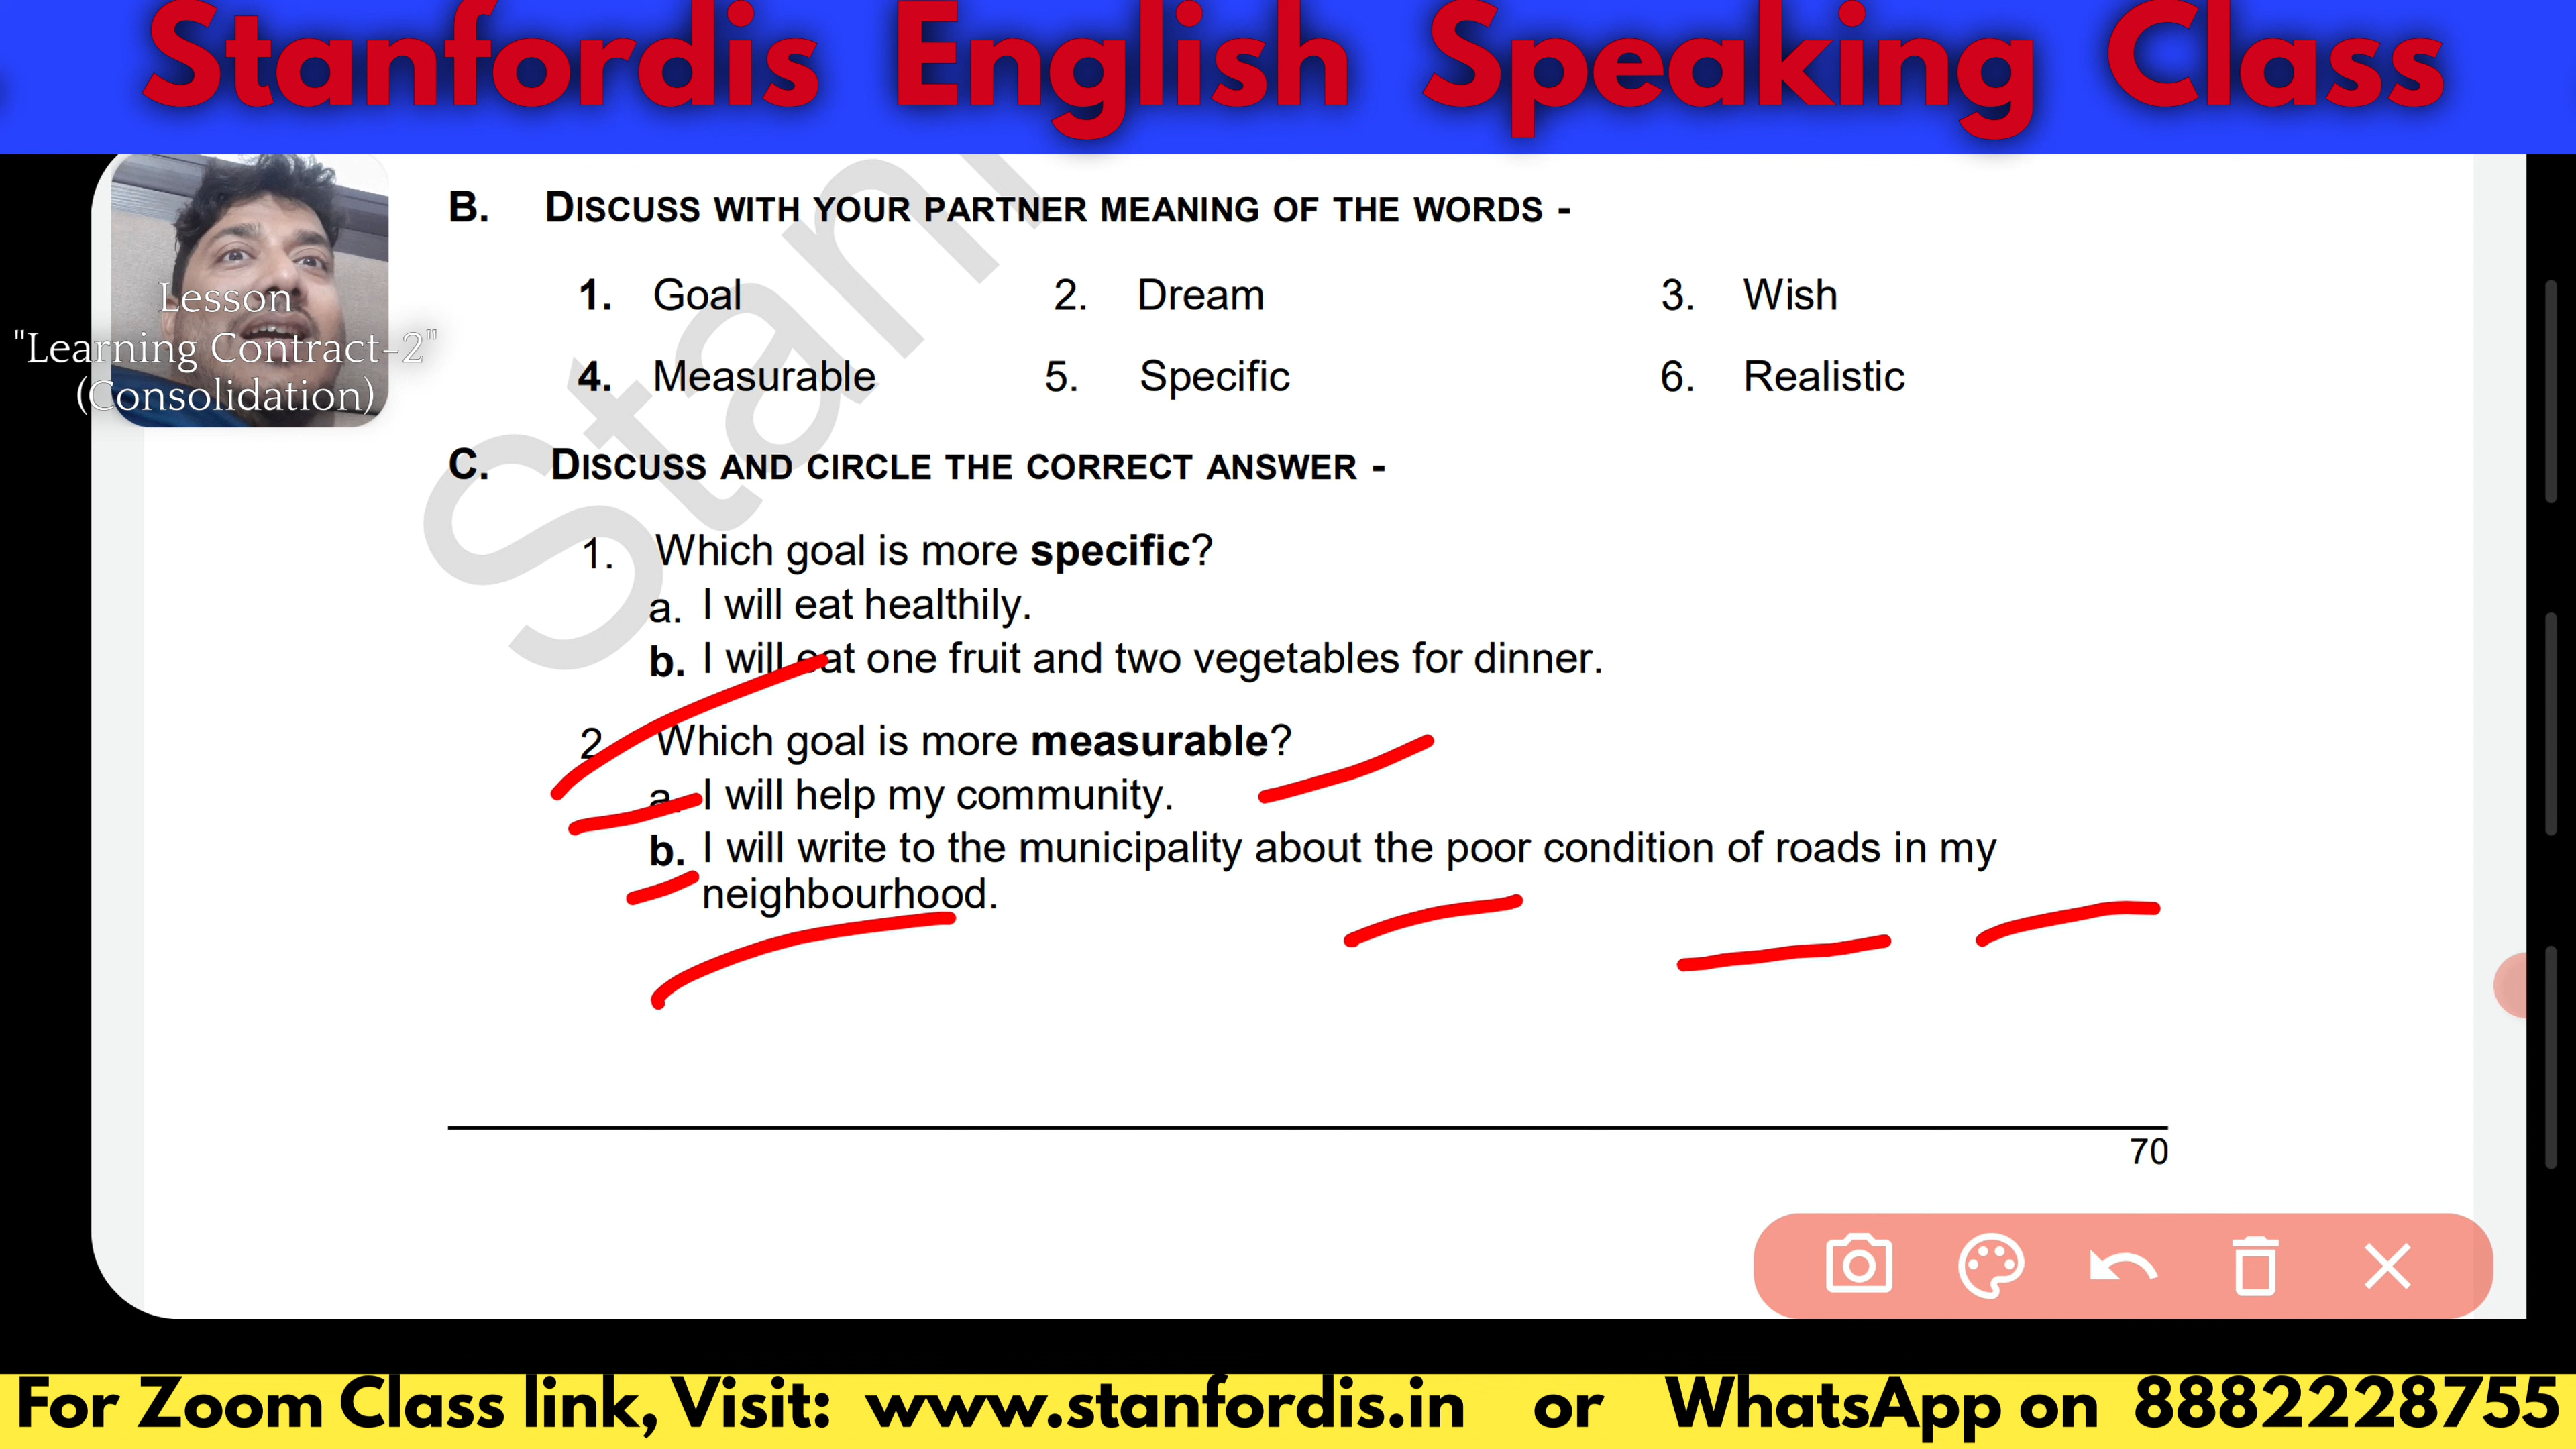 Stanfordis English Speaking Class
Lesson
"Learning Contract-2"
(Consolidation)
B. DISCUSS WITH YOUR PARTNER MEANING OF THE WORDS -
1. Goal 2. Dream 3. Wish
4. Measurable 5. Specific 6. Realistic
C. DISCUSS AND CIRCLE THE CORRECT ANSWER -
1. Which goal is more specific?
a. I will eat healthily.
b. I will eat one fruit and two vegetables for dinner.
2. Which goal is more measurable?
a. I will help my community.
b. I will write to the municipality about the poor condition of roads in my
neighbourhood.
70
For Zoom Class link, Visit: www.stanfordis.in or WhatsApp on 8882228755